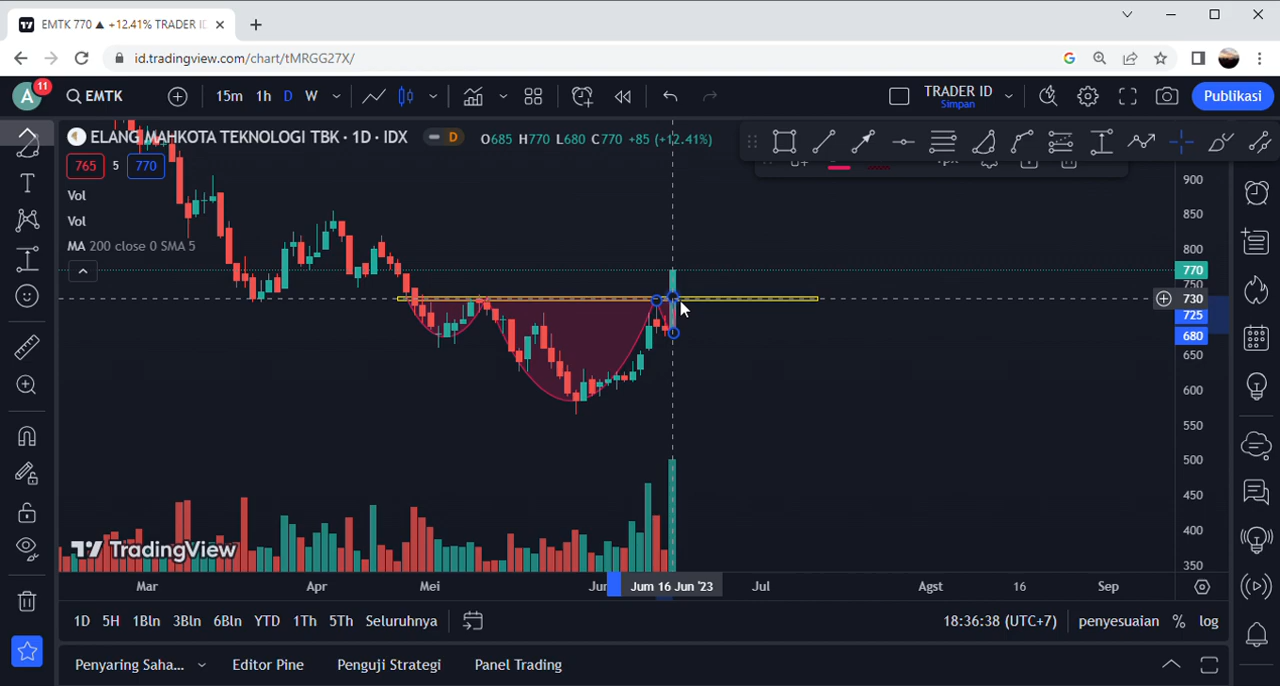 EMTK 770 ▲ +12.41% TRADER ID
id.tradingview.com/chart/tMRGG27X/
A 11 EMTK 15m 1h D W TRADER ID Simpan Publikasi
ELANG MAHKOTA TEKNOLOGI TBK · 1D · IDX D O685 H770 L680 C770 +85 (+12.41%)
765 5 770
Vol
Vol
MA 200 close 0 SMA 5
900
850
800
770
750
730
725
680
650
600
550
500
450
400
350
TradingView
Mar Apr Mei Jun Jum 16 Jun '23 Jul Agst 16 Sep
1D 5H 1Bln 3Bln 6Bln YTD 1Th 5Th Seluruhnya 18:36:38 (UTC+7) penyesuaian % log
Penyaring Saha... Editor Pine Penguji Strategi Panel Trading